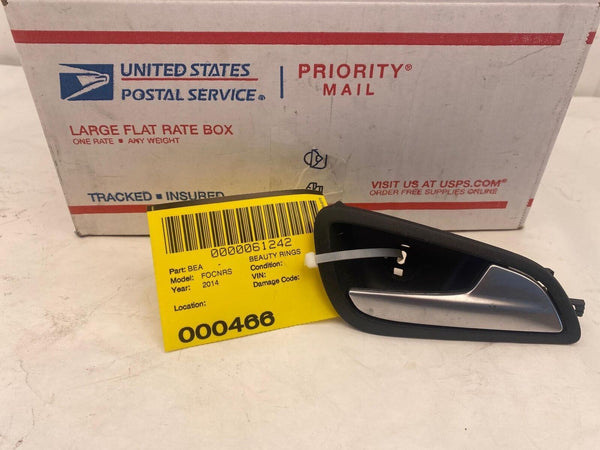 UNITED STATES
POSTAL SERVICE®
PRIORITY®
MAIL
LARGE FLAT RATE BOX
ONE RATE ■ ANY WEIGHT
TRACKED ■ INSURED
VISIT US AT USPS.COM®
ORDER FREE SUPPLIES ONLINE
0000061242
Part: BEA - BEAUTY RINGS
Model: FOCNRS Condition:
Year: 2014 VIN:
Damage Code:
Location:
000466